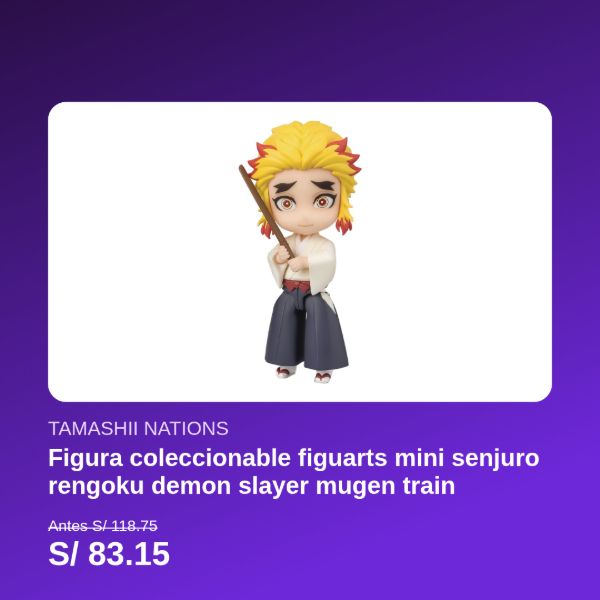 TAMASHII NATIONS
Figura coleccionable figuarts mini senjuro
rengoku demon slayer mugen train
Antes S/ 118.75
S/ 83.15